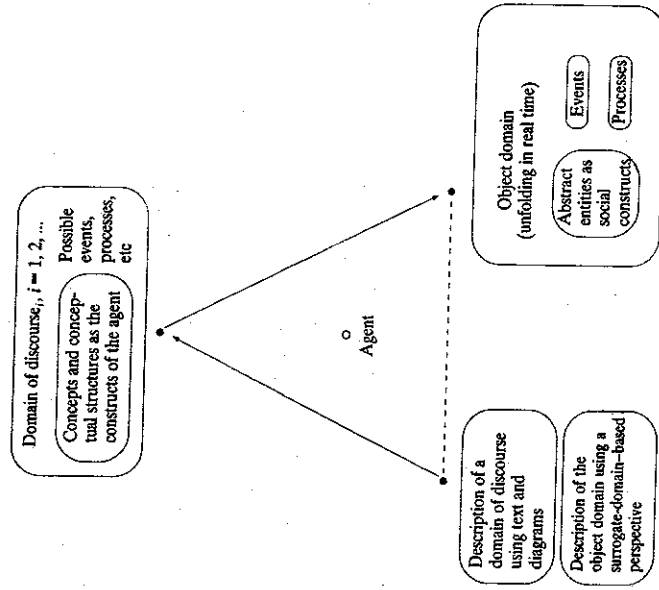 Domain of discourseᵢ, i = 1, 2, ...
Concepts and concep-
tual structures as the
constructs of the agent
Possible
events,
processes,
etc
Agent
Description of a
domain of discourse
using text and
diagrams
Description of the
object domain using a
surrogate-domain-based
perspective
Object domain
(unfolding in real time)
Abstract
entities as
social
constructs
Events
Processes